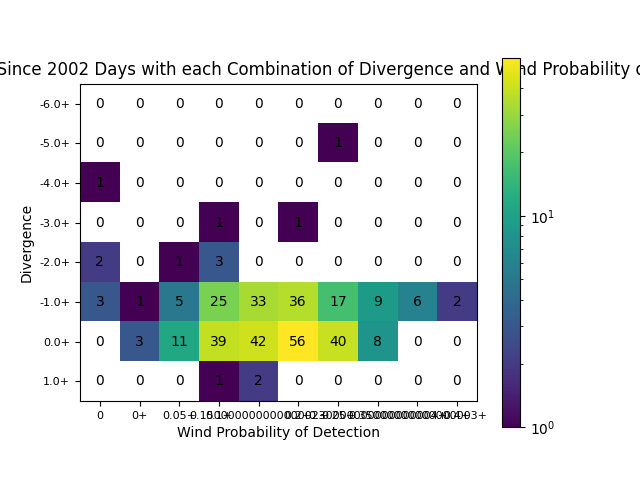 Since 2002 Days with each Combination of Divergence and Wind Probability o
-6.0+ 0 0 0 0 0 0 0 0 0 0
-5.0+ 0 0 0 0 0 0 1 0 0 0
-4.0+ 1 0 0 0 0 0 0 0 0 0
-3.0+ 0 0 0 1 0 1 0 0 0 0
-2.0+ 2 0 1 3 0 0 0 0 0 0
-1.0+ 3 1 5 25 33 36 17 9 6 2
0.0+ 0 3 11 39 42 56 40 8 0 0
1.0+ 0 0 0 1 2 0 0 0 0 0
0 0+ 0.05+
Divergence
Wind Probability of Detection
10^1
10^0